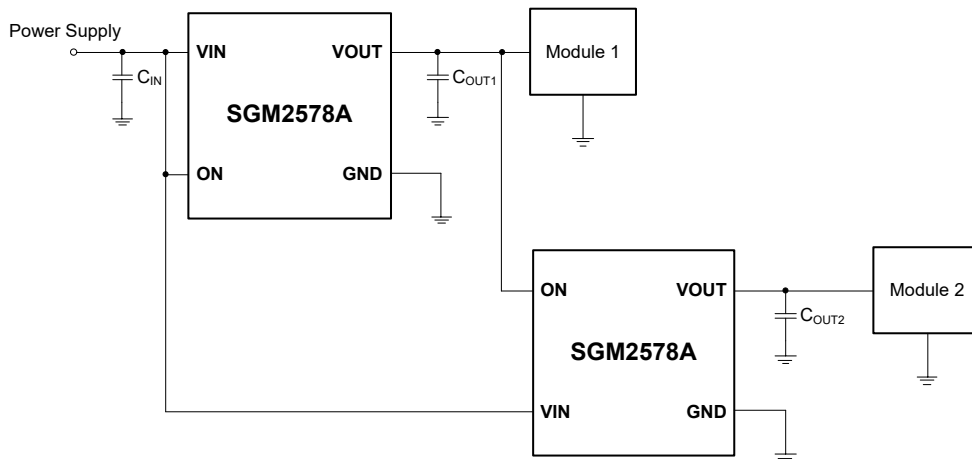 Power Supply
CIN
VIN
VOUT
COUT1
Module 1
SGM2578A
ON
GND
ON
VOUT
COUT2
Module 2
SGM2578A
VIN
GND